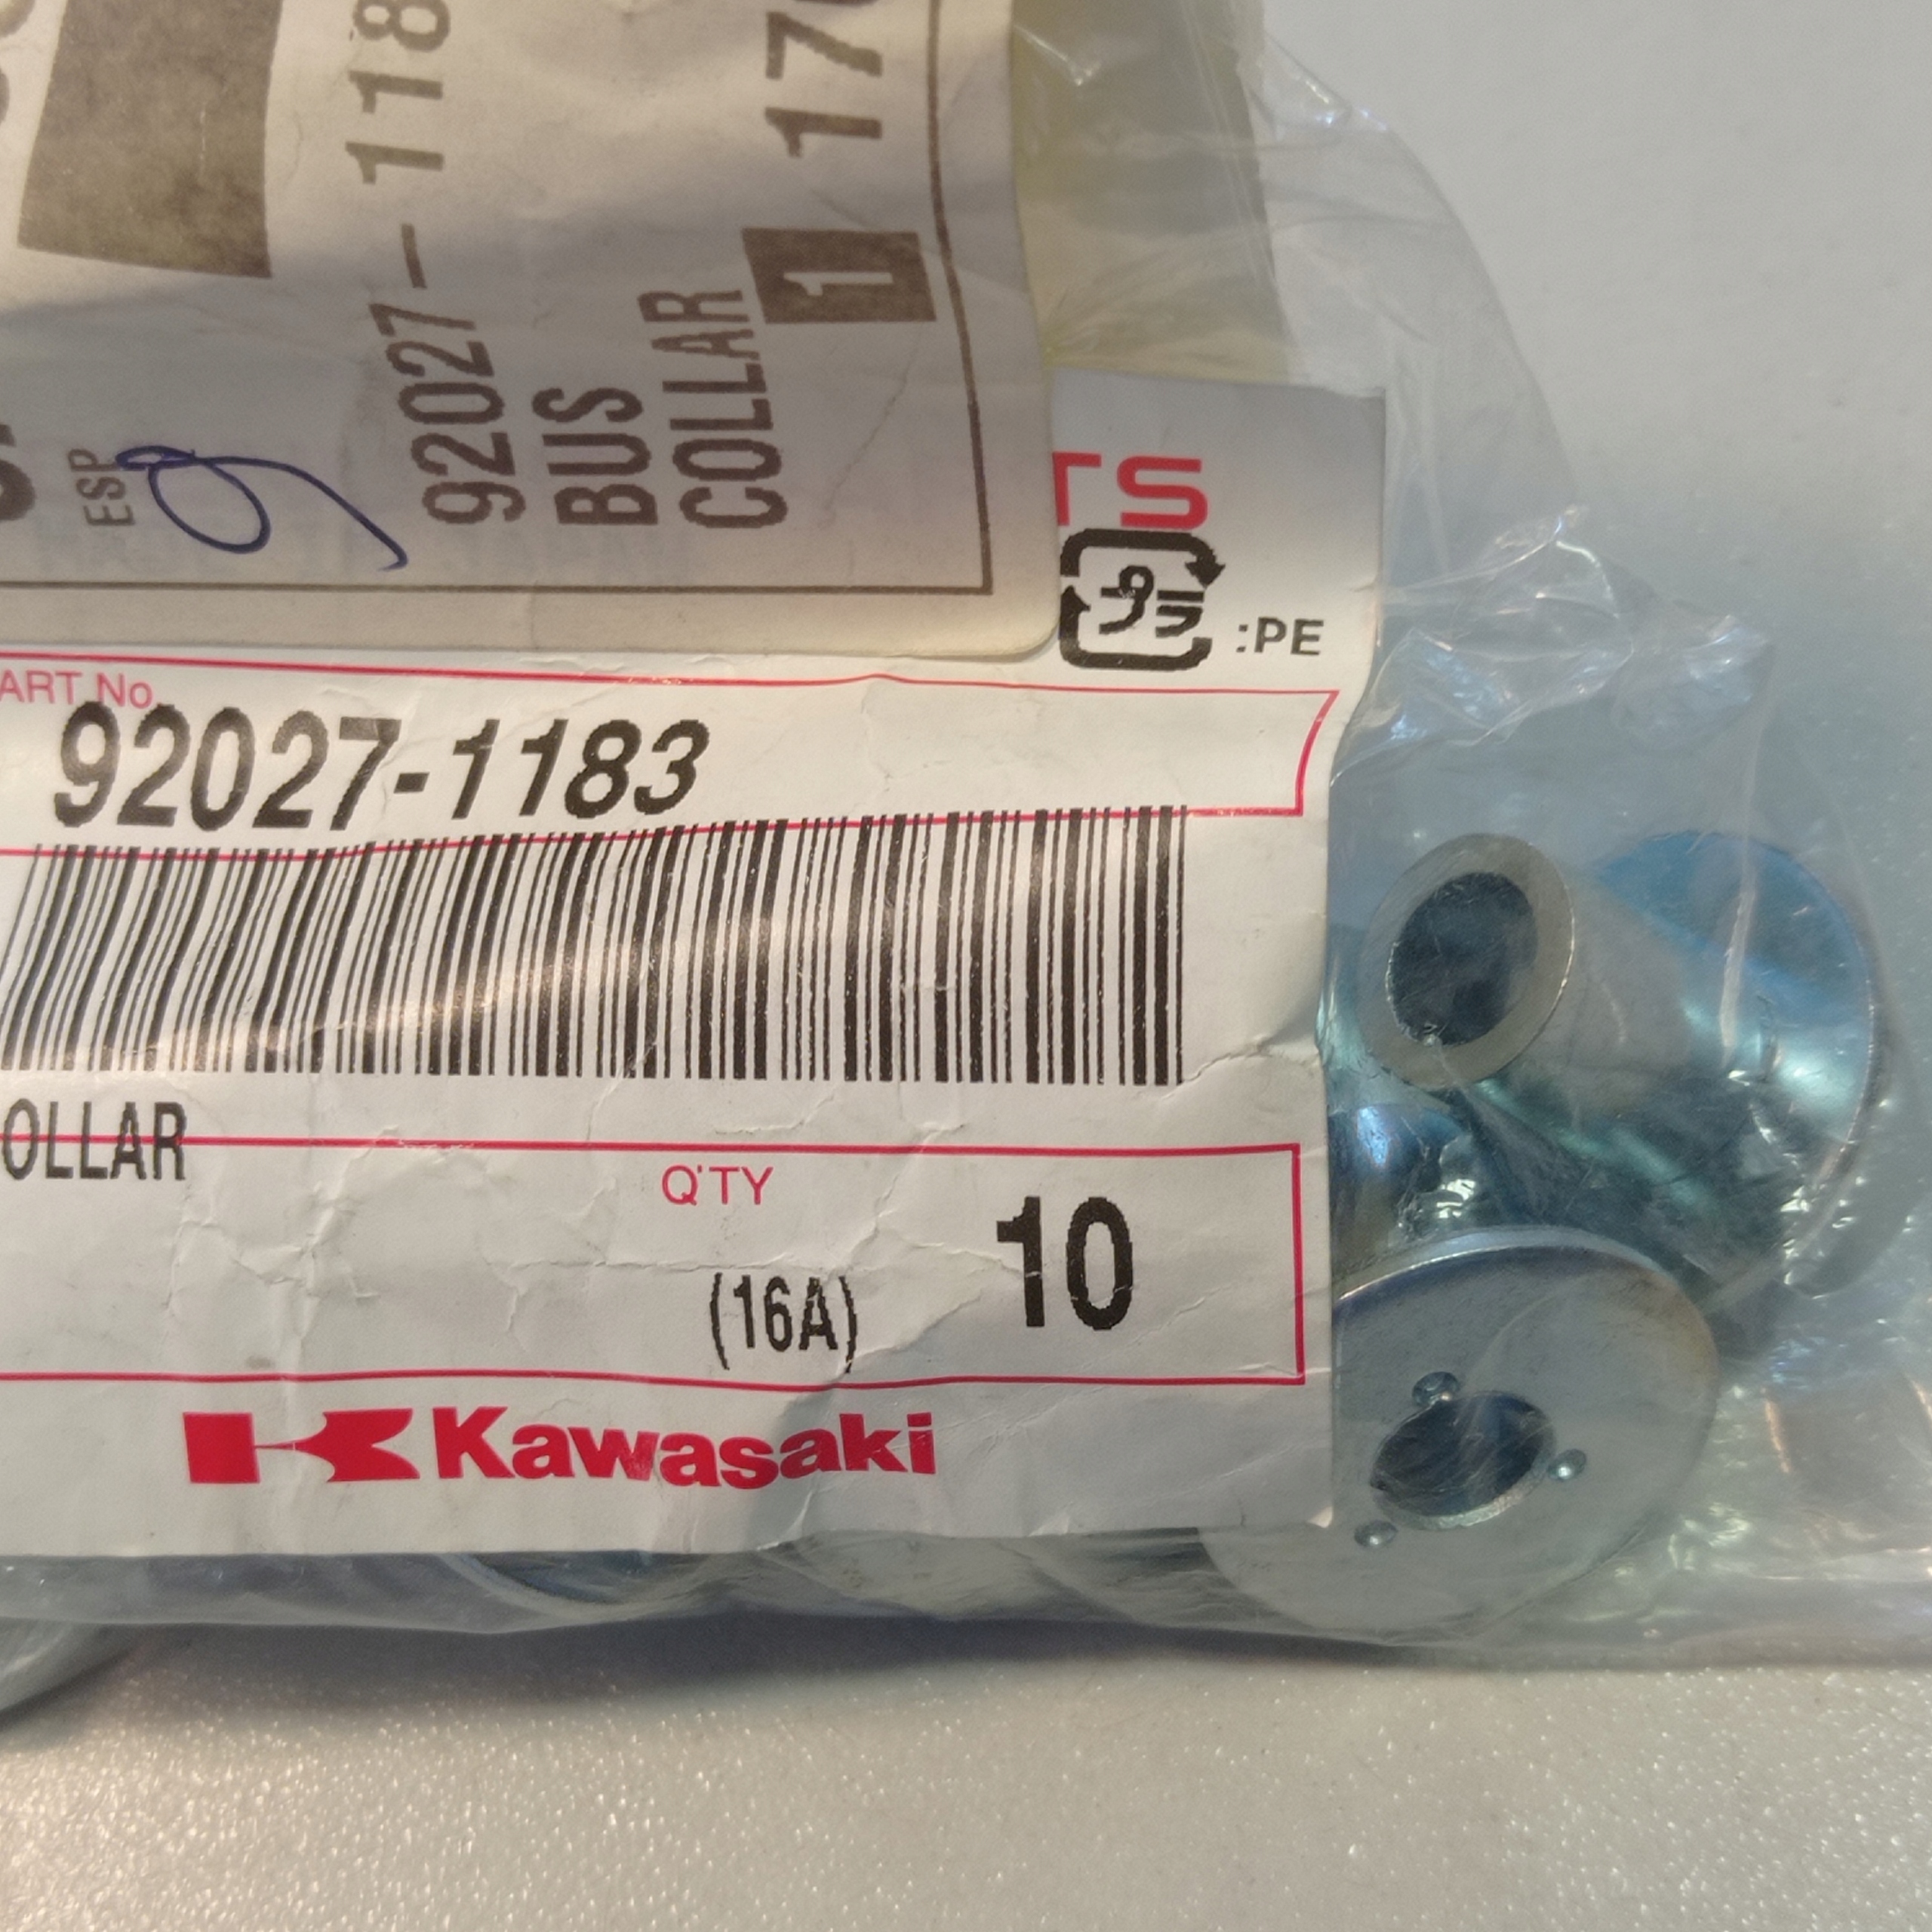 92027-118
BUS
COLLAR
1 17
ESP
9
TS
プラ
:PE
ART No.
92027-1183
OLLAR
Q'TY
(16A) 10
Kawasaki